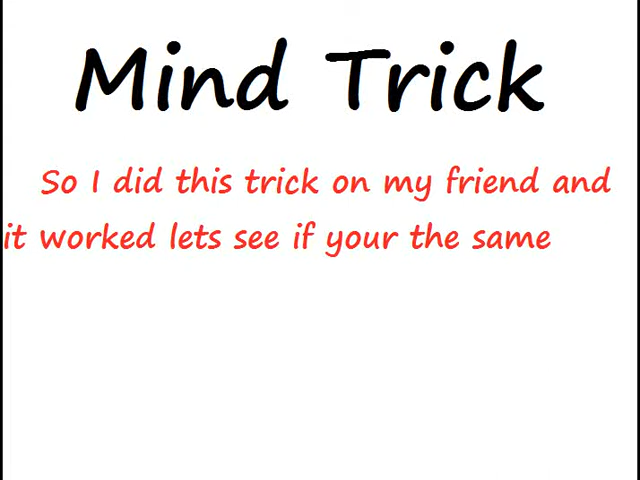 Mind Trick
So I did this trick on my friend and
it worked lets see if your the same